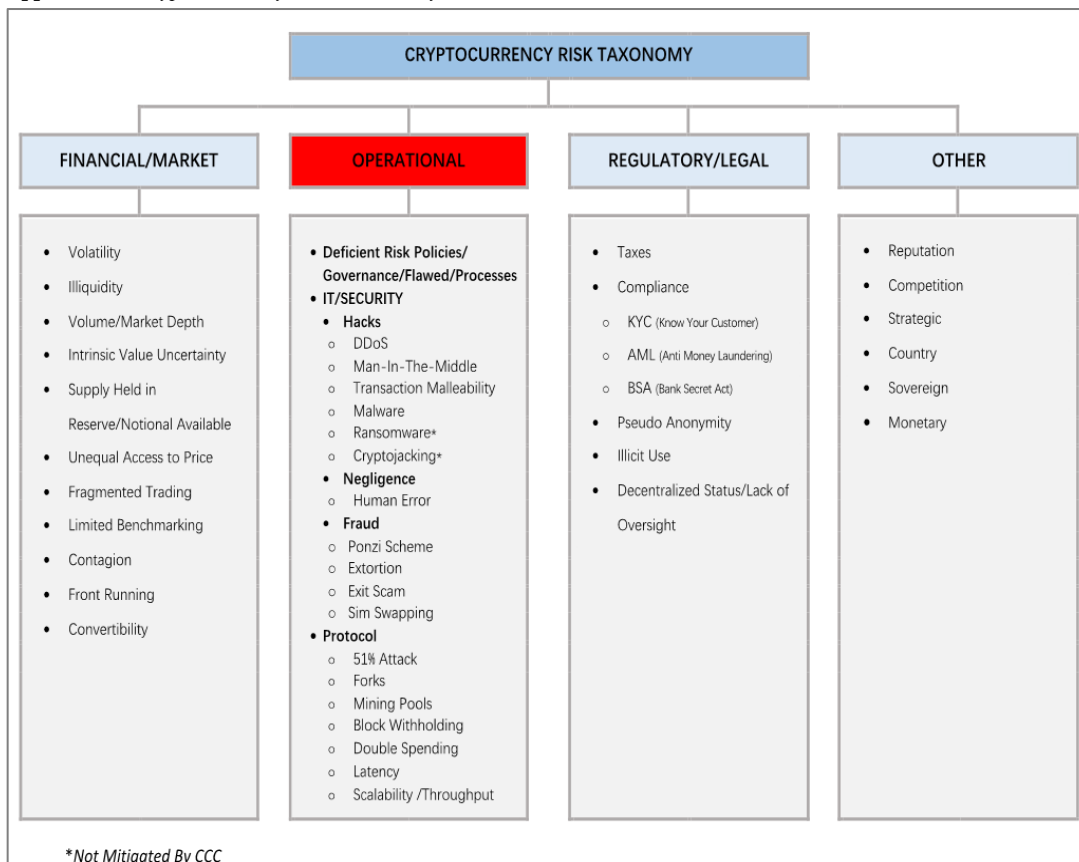 CRYPTOCURRENCY RISK TAXONOMY
FINANCIAL/MARKET
• Volatility
• Illiquidity
• Volume/Market Depth
• Intrinsic Value Uncertainty
• Supply Held in
Reserve/Notional Available
• Unequal Access to Price
• Fragmented Trading
• Limited Benchmarking
• Contagion
• Front Running
• Convertibility
OPERATIONAL
• Deficient Risk Policies/
Governance/Flawed/Processes
• IT/SECURITY
• Hacks
○ DDoS
○ Man-In-The-Middle
○ Transaction Malleability
○ Malware
○ Ransomware*
○ Cryptojacking*
• Negligence
○ Human Error
• Fraud
○ Ponzi Scheme
○ Extortion
○ Exit Scam
○ Sim Swapping
• Protocol
○ 51% Attack
○ Forks
○ Mining Pools
○ Block Withholding
○ Double Spending
○ Latency
○ Scalability /Throughput
REGULATORY/LEGAL
• Taxes
• Compliance
○ KYC (Know Your Customer)
○ AML (Anti Money Laundering)
○ BSA (Bank Secret Act)
• Pseudo Anonymity
• Illicit Use
• Decentralized Status/Lack of
Oversight
OTHER
• Reputation
• Competition
• Strategic
• Country
• Sovereign
• Monetary
*Not Mitigated By CCC